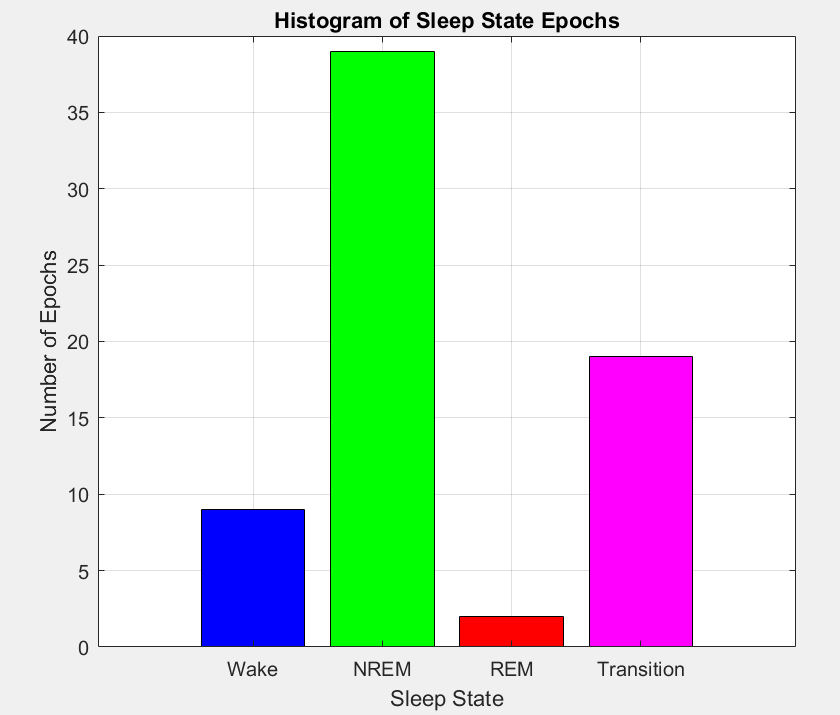 Histogram of Sleep State Epochs
40
35
30
25
20
15
10
5
0
Number of Epochs
Wake NREM REM Transition
Sleep State